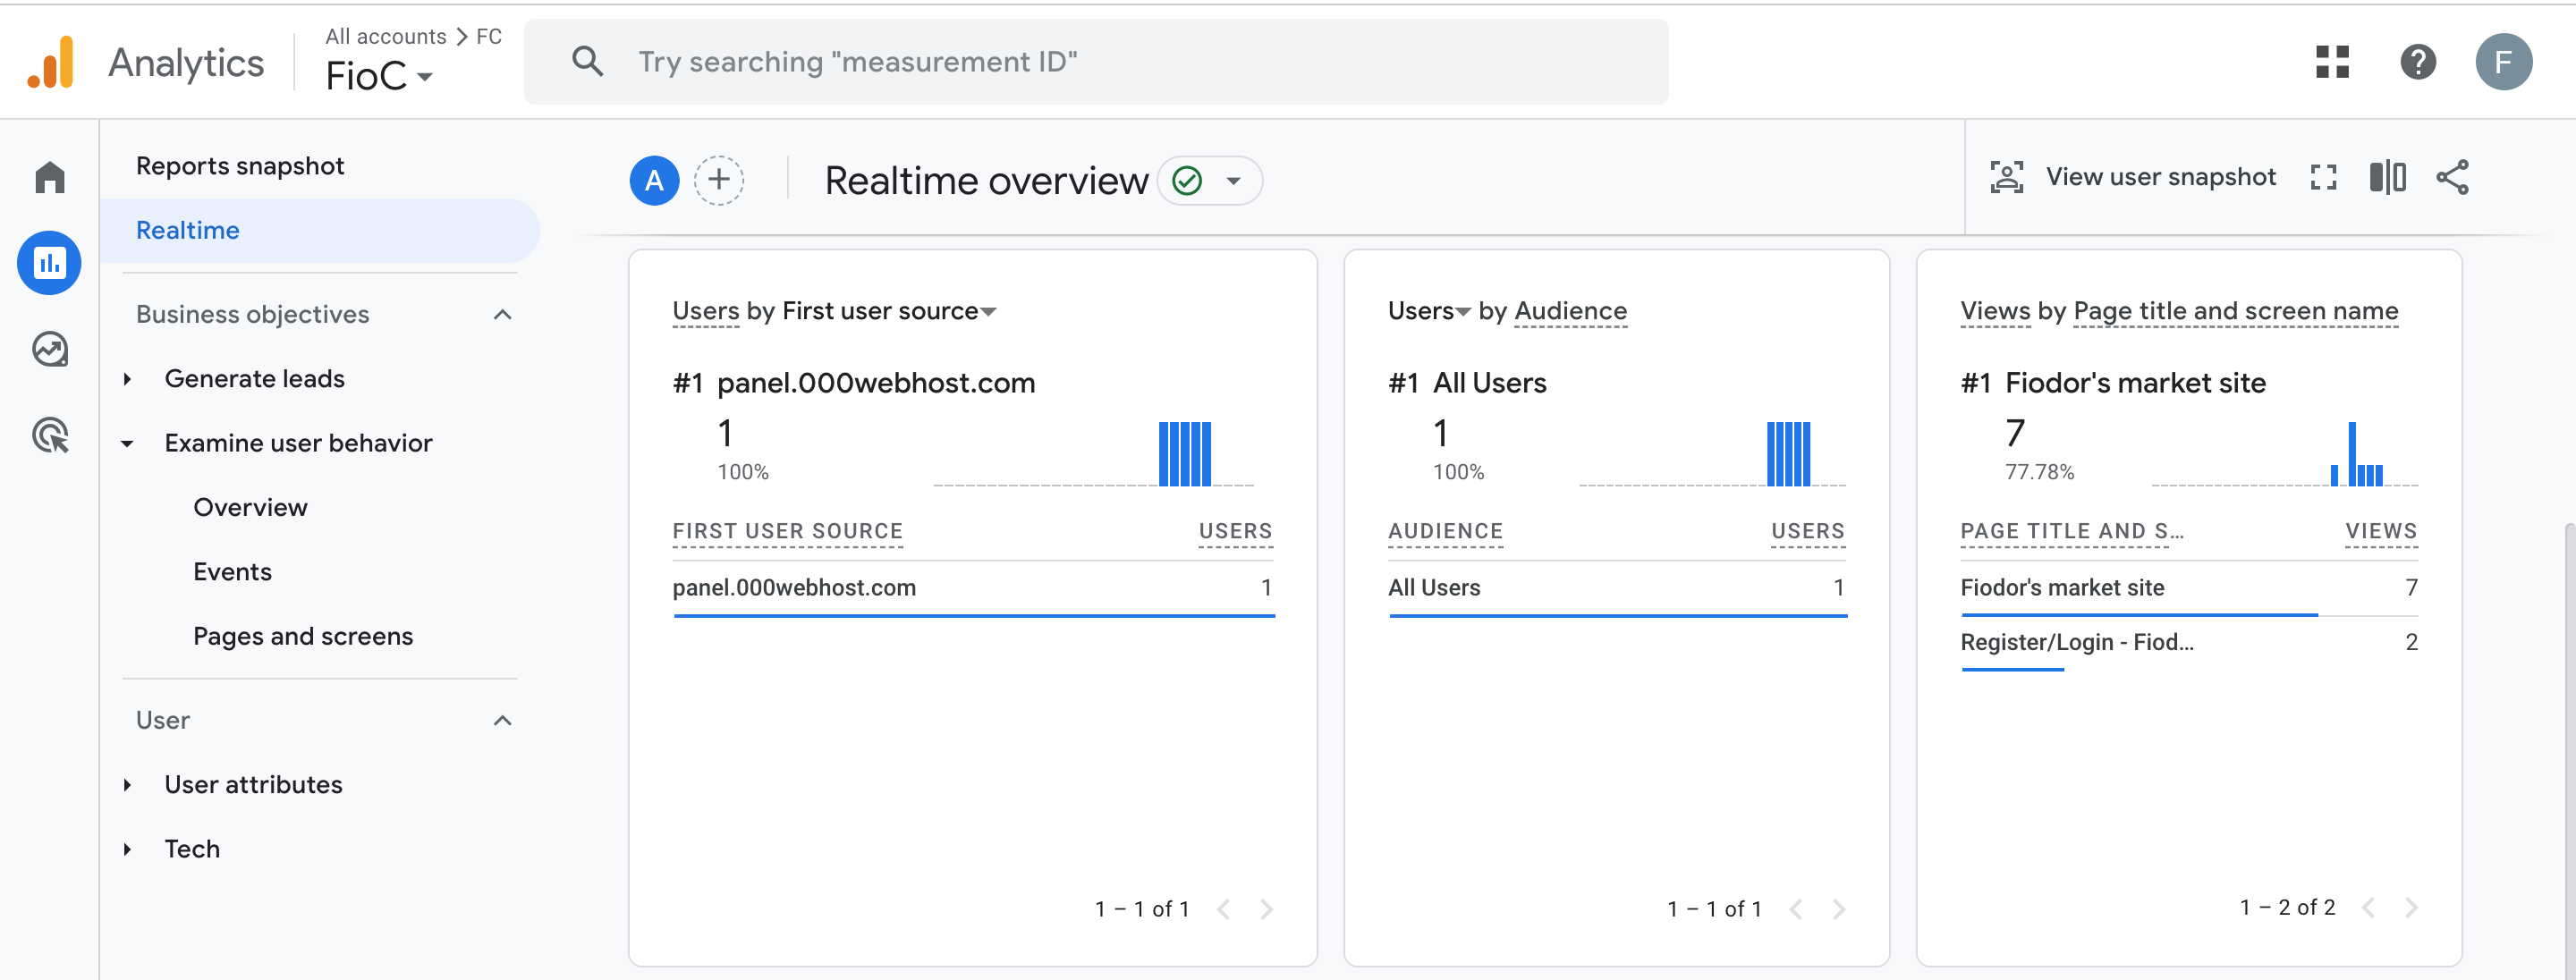 Analytics
All accounts > FC
FioC
Try searching "measurement ID"
F
Reports snapshot
Realtime
Business objectives
Generate leads
Examine user behavior
Overview
Events
Pages and screens
User
User attributes
Tech
A
Realtime overview
View user snapshot
Users by First user source
#1 panel.000webhost.com
1
100%
FIRST USER SOURCE USERS
panel.000webhost.com 1
1 – 1 of 1
Users by Audience
#1 All Users
1
100%
AUDIENCE USERS
All Users 1
1 – 1 of 1
Views by Page title and screen name
#1 Fiodor's market site
7
77.78%
PAGE TITLE AND S… VIEWS
Fiodor's market site 7
Register/Login - Fiod... 2
1 – 2 of 2